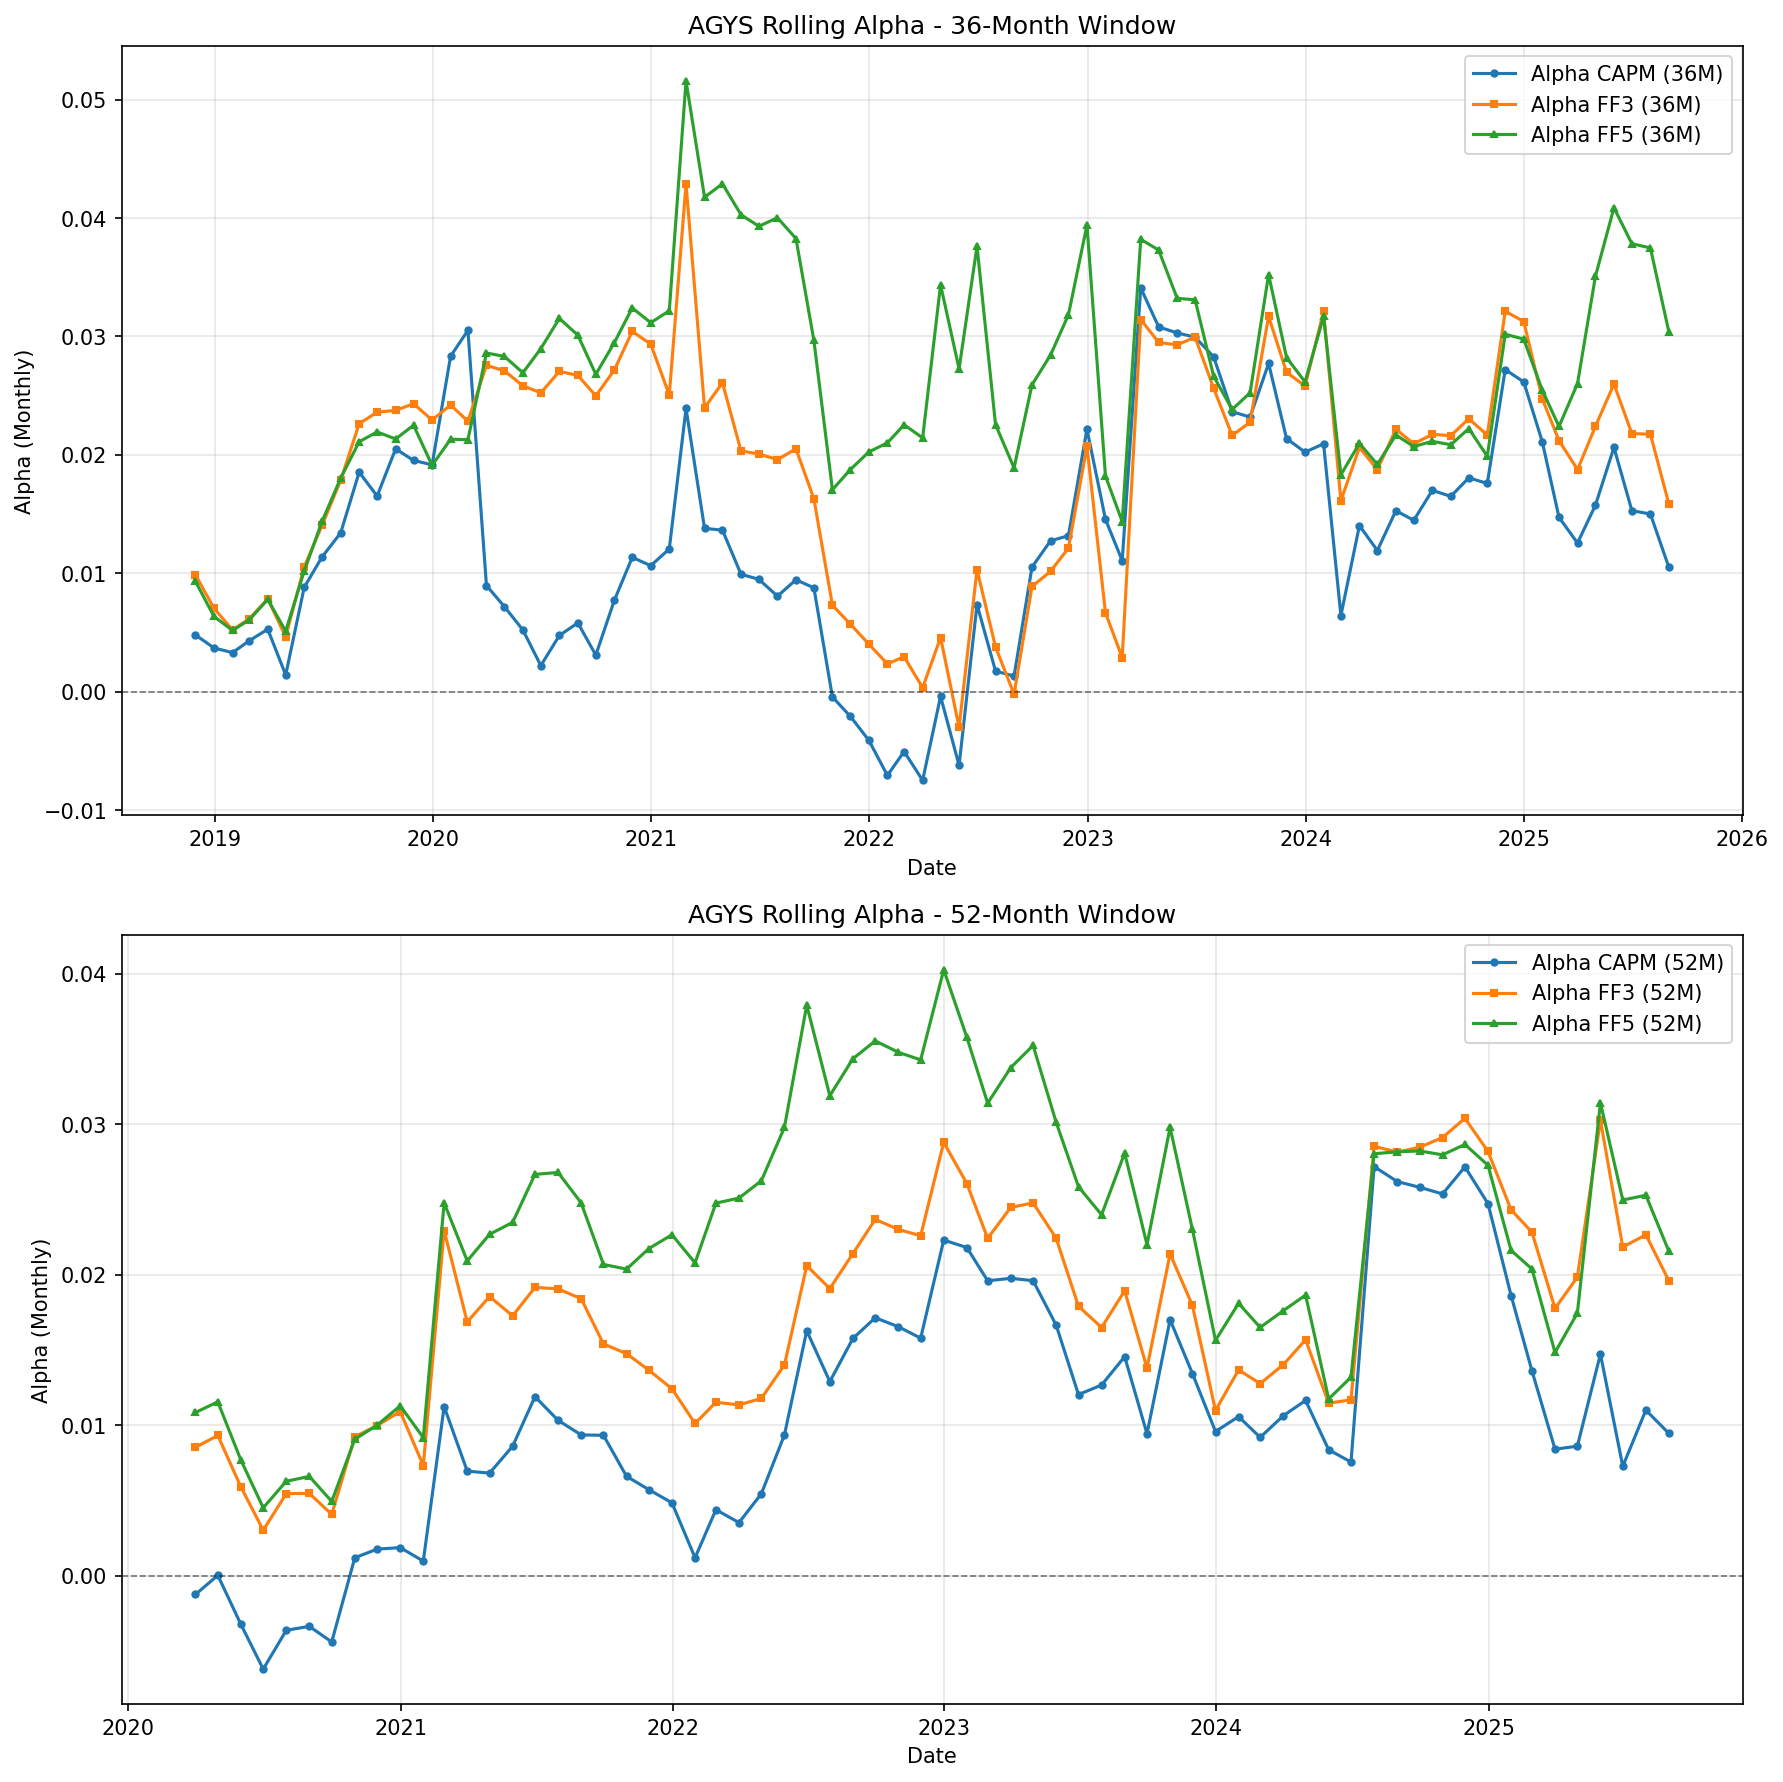 AGYS Rolling Alpha - 36-Month Window
Alpha CAPM (36M)
Alpha FF3 (36M)
Alpha FF5 (36M)
Alpha (Monthly)
0.05
0.04
0.03
0.02
0.01
0.00
−0.01
2019 2020 2021 2022 2023 2024 2025 2026
Date
AGYS Rolling Alpha - 52-Month Window
Alpha CAPM (52M)
Alpha FF3 (52M)
Alpha FF5 (52M)
Alpha (Monthly)
0.04
0.03
0.02
0.01
0.00
2020 2021 2022 2023 2024 2025
Date